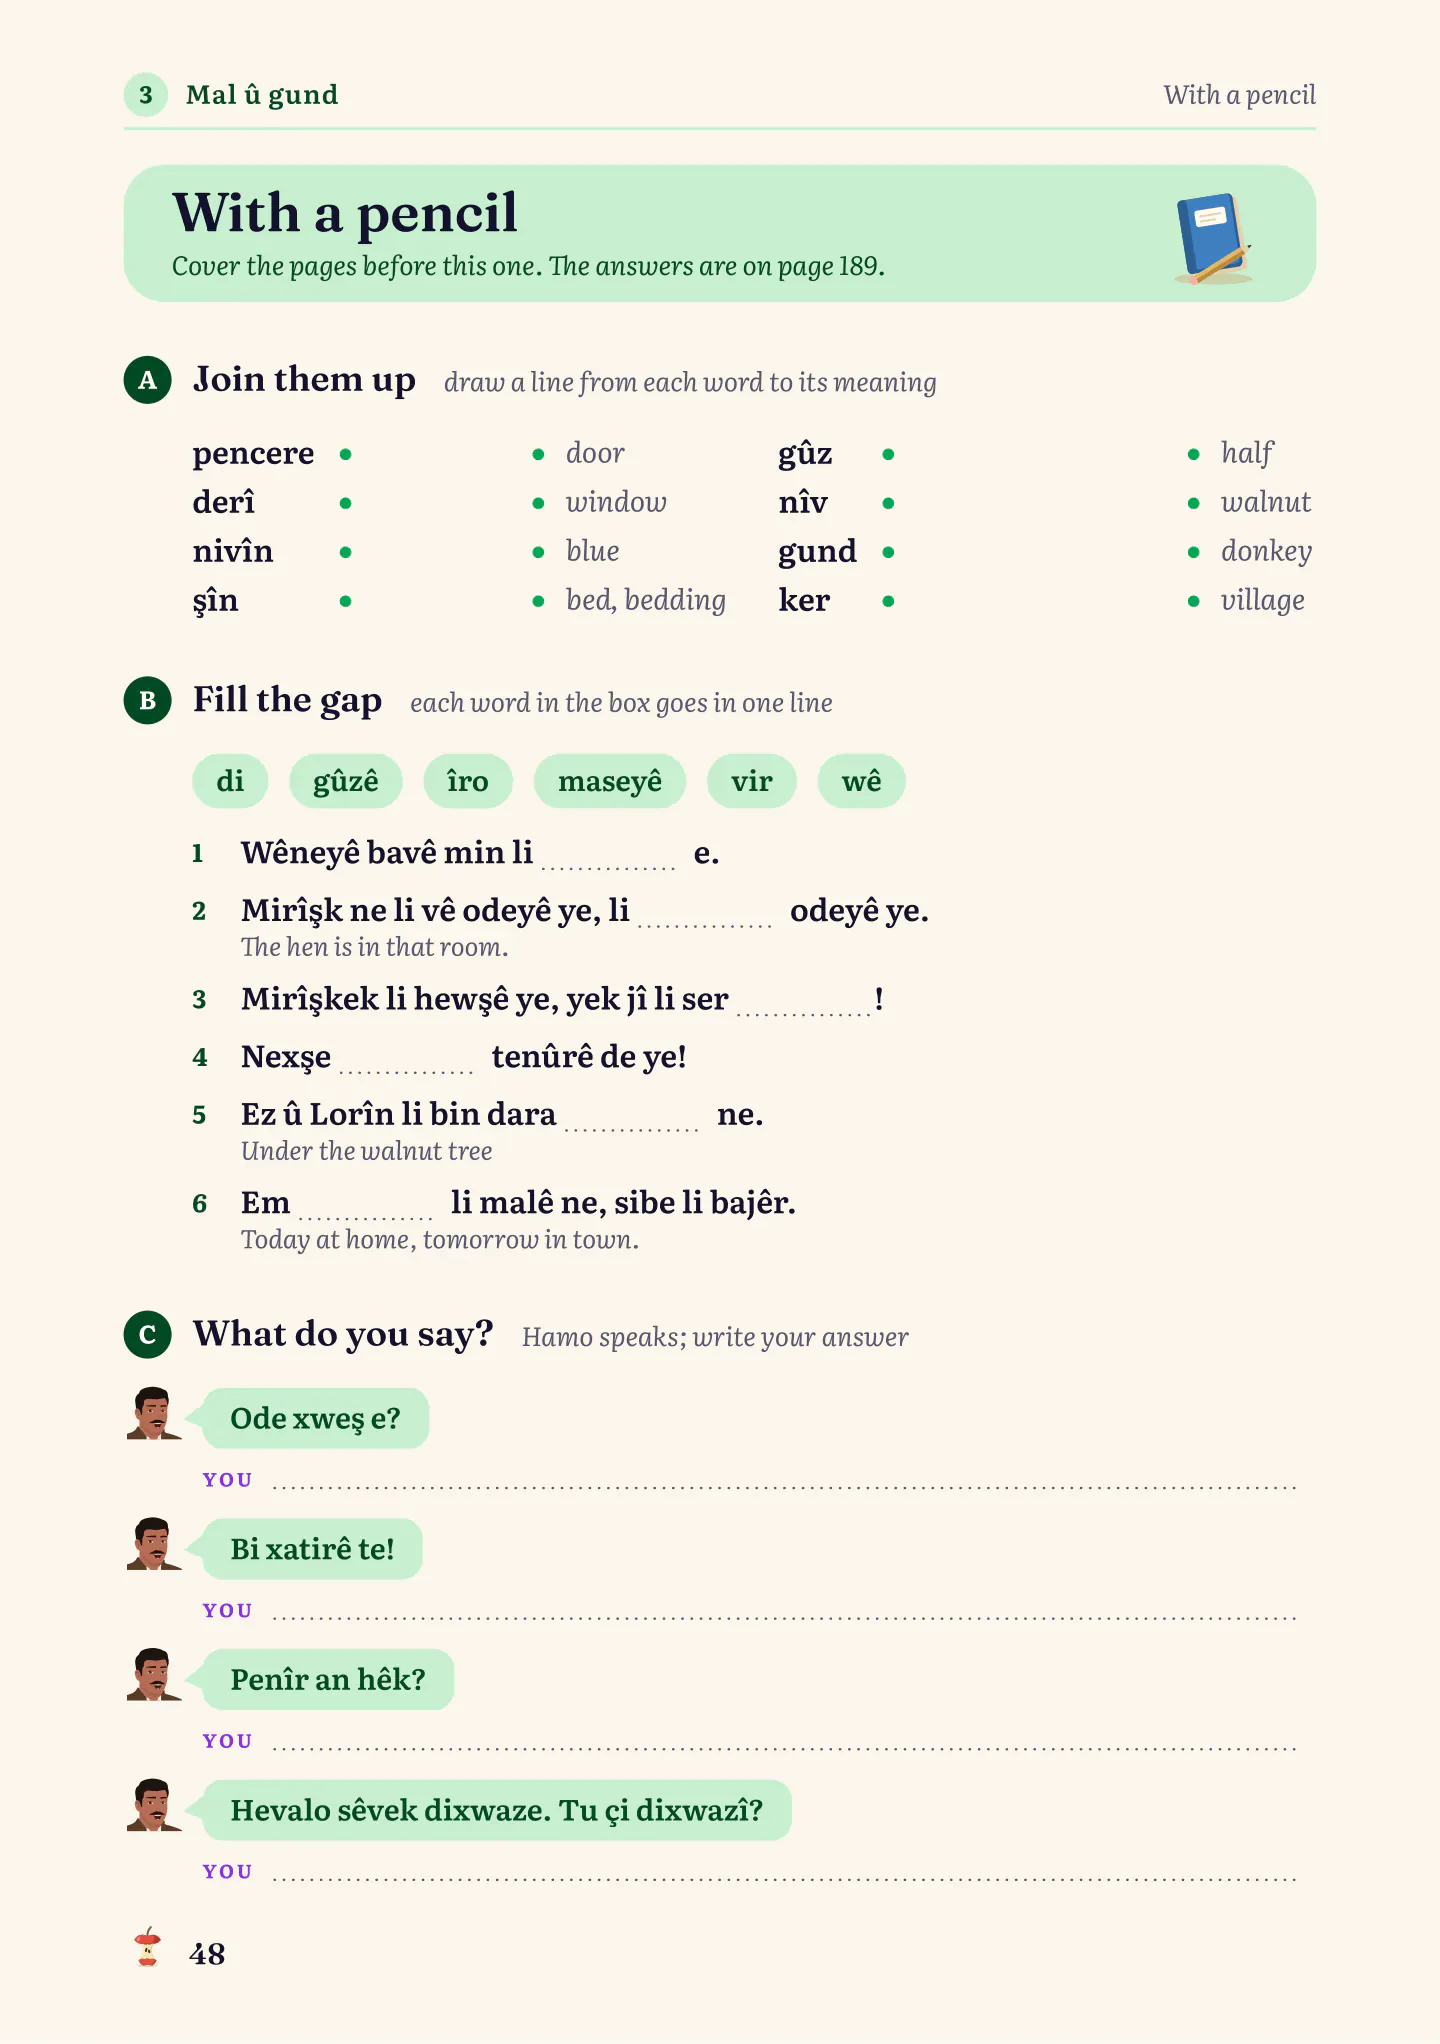 3 Mal û gund
With a pencil
With a pencil
Cover the pages before this one. The answers are on page 189.
A Join them up draw a line from each word to its meaning
pencere • • door gûz • • half
derî • • window nîv • • walnut
nivîn • • blue gund • • donkey
şîn • • bed, bedding ker • • village
B Fill the gap each word in the box goes in one line
di gûzê îro maseyê vir wê
1 Wêneyê bavê min li ............... e.
2 Mirîşk ne li vê odeyê ye, li ............... odeyê ye.
The hen is in that room.
3 Mirîşkek li hewşê ye, yek jî li ser ............... !
4 Nexşe ............... tenûrê de ye!
5 Ez û Lorîn li bin dara ............... ne.
Under the walnut tree
6 Em ............... li malê ne, sibe li bajêr.
Today at home, tomorrow in town.
C What do you say? Hamo speaks; write your answer
Ode xweş e?
YOU
Bi xatirê te!
YOU
Penîr an hêk?
YOU
Hevalo sêvek dixwaze. Tu çi dixwazî?
YOU
48